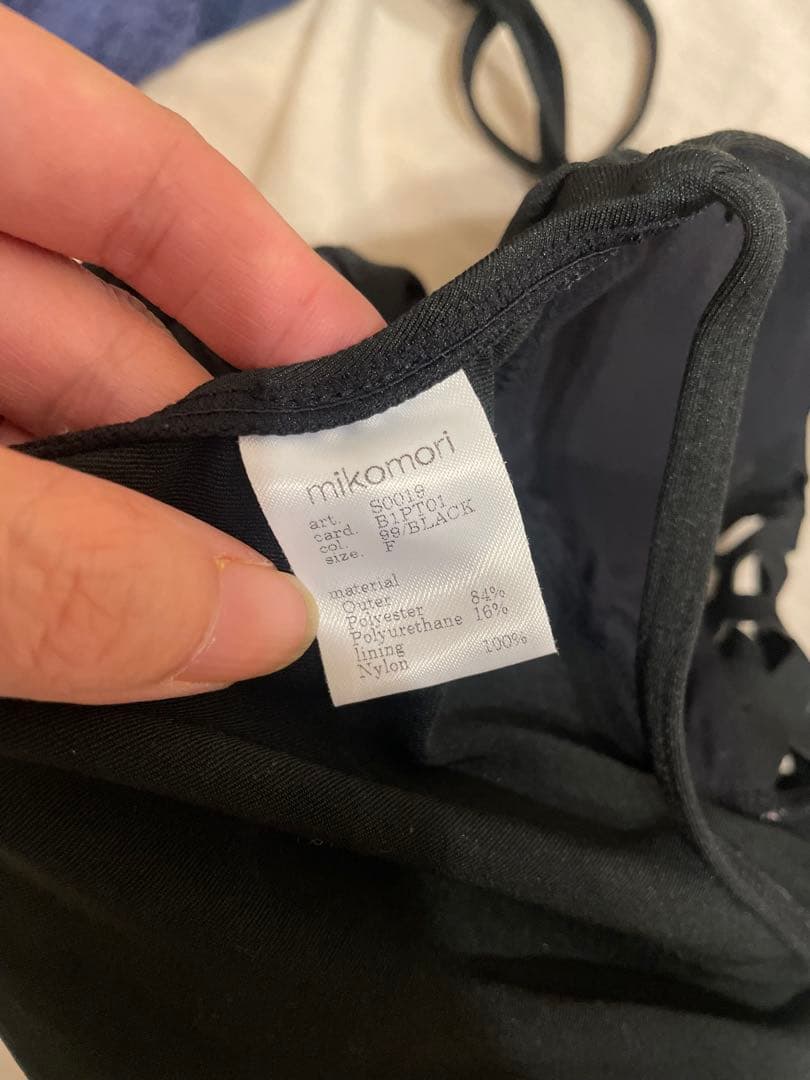 mikomori
art. S0019
card. B1PT01
col. 99/BLACK
size. F
material
Outer
Polyester 84%
Polyurethane 16%
lining
Nylon 100%